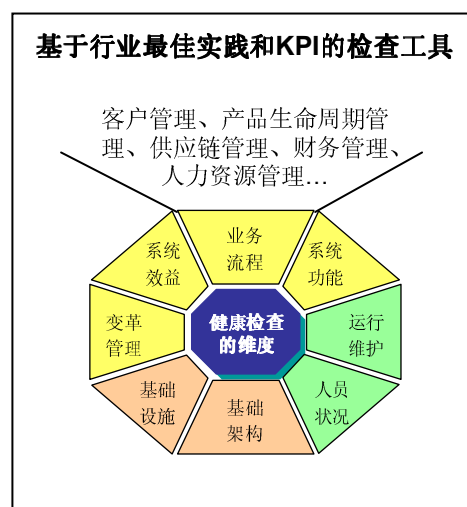 基于行业最佳实践和KPI的检查工具
客户管理、产品生命周期管
理、供应链管理、财务管理、
人力资源管理…
业务
流程
系统
效益
系统
功能
变革
管理
健康检查
的维度
运行
维护
基础
设施
基础
架构
人员
状况